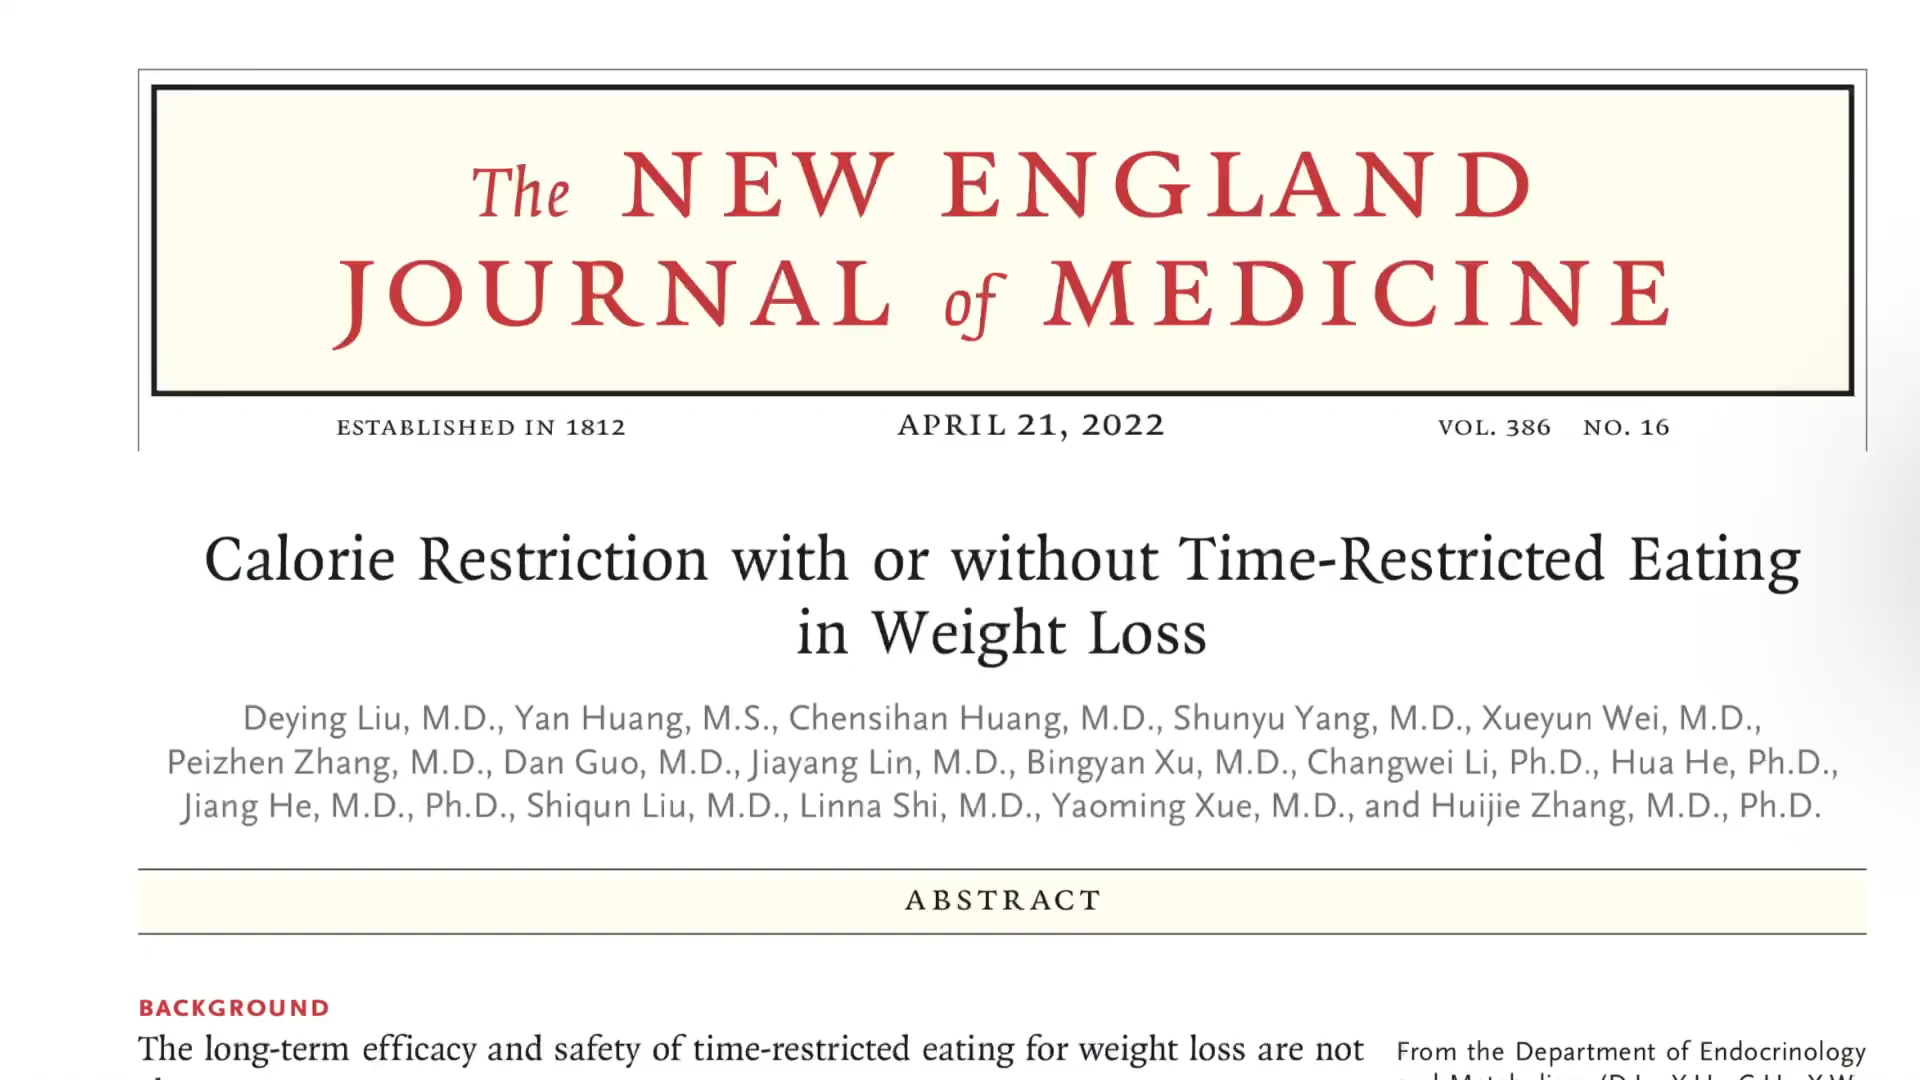 The NEW ENGLAND
JOURNAL of MEDICINE
ESTABLISHED IN 1812 APRIL 21, 2022 VOL. 386 NO. 16
Calorie Restriction with or without Time-Restricted Eating
in Weight Loss
Deying Liu, M.D., Yan Huang, M.S., Chensihan Huang, M.D., Shunyu Yang, M.D., Xueyun Wei, M.D.,
Peizhen Zhang, M.D., Dan Guo, M.D., Jiayang Lin, M.D., Bingyan Xu, M.D., Changwei Li, Ph.D., Hua He, Ph.D.,
Jiang He, M.D., Ph.D., Shiqun Liu, M.D., Linna Shi, M.D., Yaoming Xue, M.D., and Huijie Zhang, M.D., Ph.D.
ABSTRACT
BACKGROUND
The long-term efficacy and safety of time-restricted eating for weight loss are not
From the Department of Endocrinology